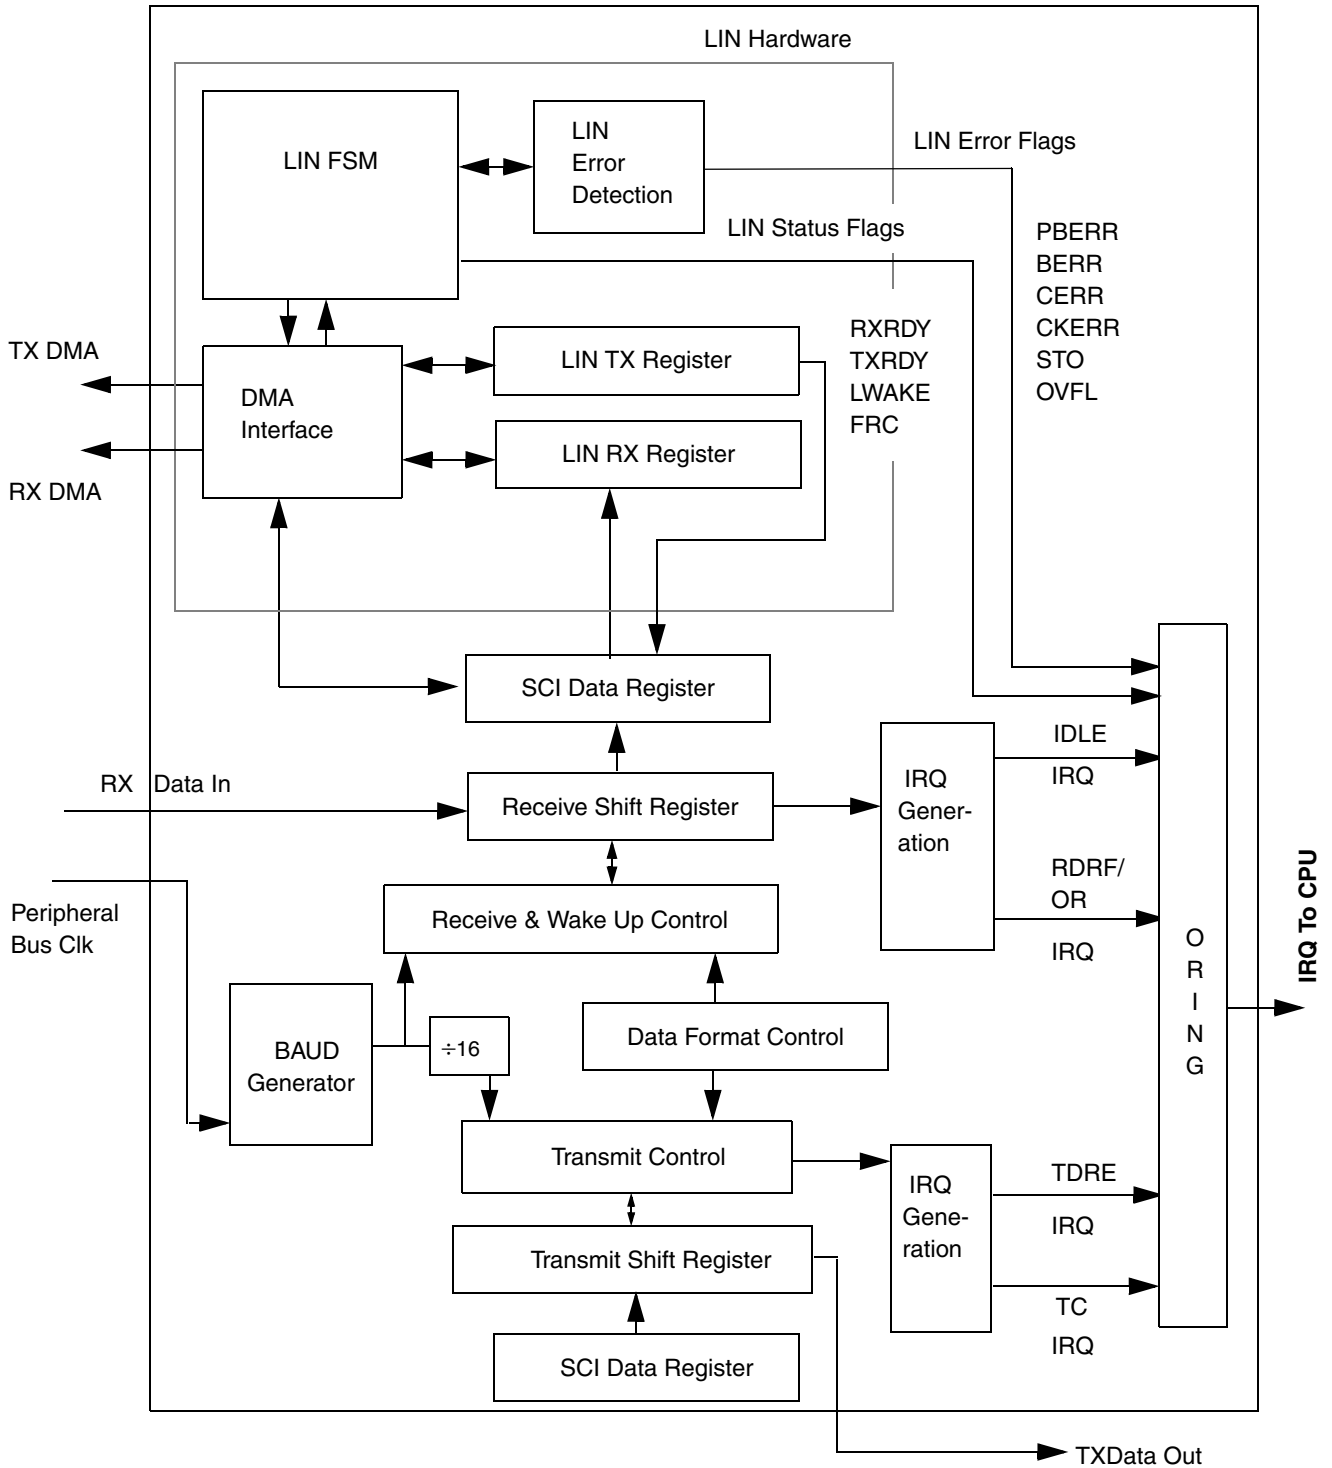 LIN Hardware
LIN FSM
LIN
Error
Detection
LIN Error Flags
LIN Status Flags
PBERR
BERR
CERR
CKERR
STO
OVFL
RXRDY
TXRDY
LWAKE
FRC
TX DMA
RX DMA
DMA
Interface
LIN TX Register
LIN RX Register
SCI Data Register
RX Data In
Receive Shift Register
IRQ
Gener-
ation
IDLE
IRQ
RDRF/
OR
IRQ
Peripheral
Bus Clk
Receive & Wake Up Control
BAUD
Generator
÷16
Data Format Control
Transmit Control
IRQ
Gene-
ration
TDRE
IRQ
TC
IRQ
O
R
I
N
G
IRQ To CPU
Transmit Shift Register
SCI Data Register
TXData Out